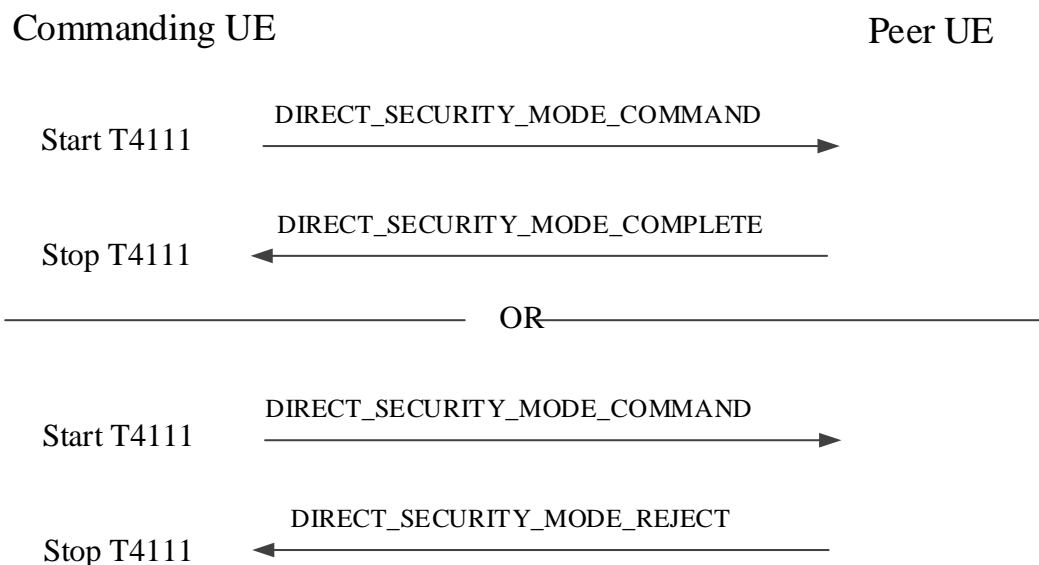 Commanding UE
Peer UE
DIRECT_SECURITY_MODE_COMMAND
Start T4111
DIRECT_SECURITY_MODE_COMPLETE
Stop T4111
OR
DIRECT_SECURITY_MODE_COMMAND
Start T4111
DIRECT_SECURITY_MODE_REJECT
Stop T4111